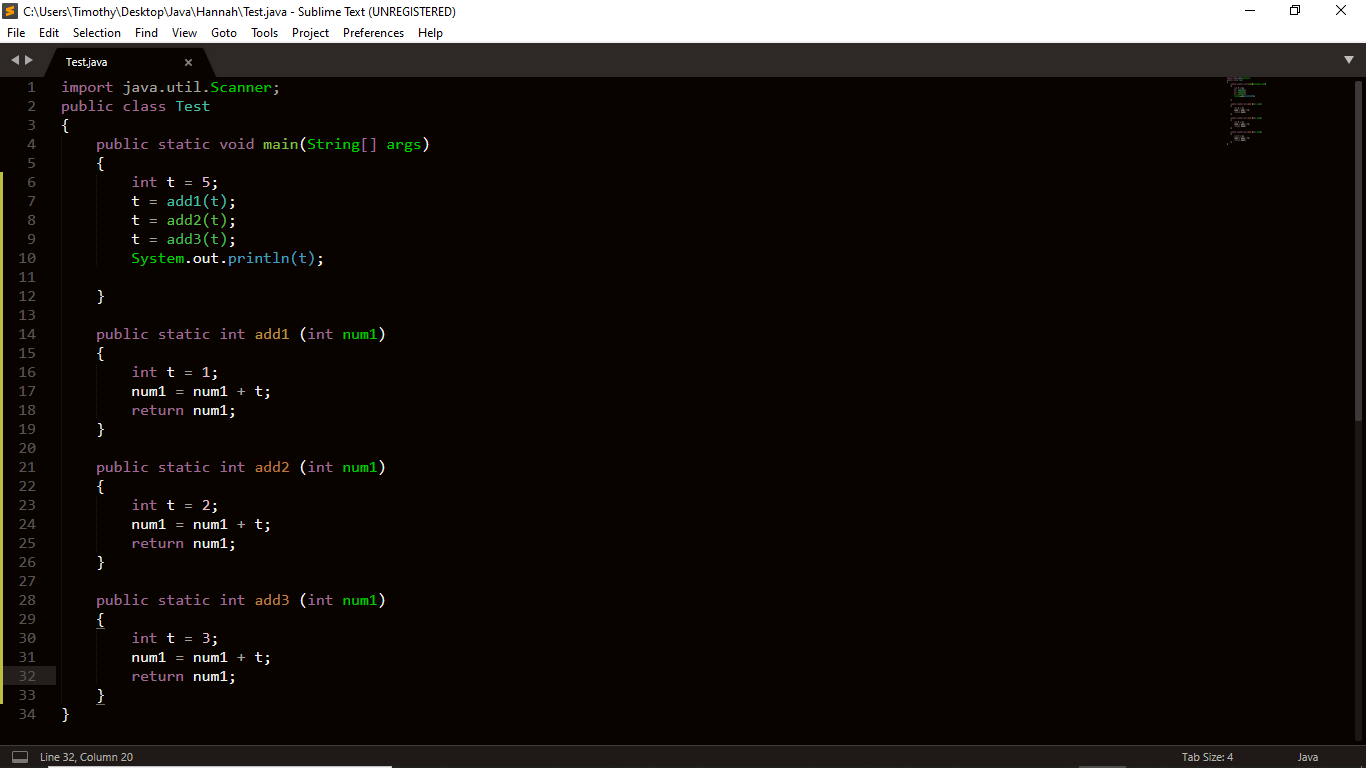 C:\Users\Timothy\Desktop\Java\Hannah\Test.java - Sublime Text (UNREGISTERED)
File Edit Selection Find View Goto Tools Project Preferences Help
Test.java
1 import java.util.Scanner;
2 public class Test
3 {
4     public static void main(String[] args)
5     {
6         int t = 5;
7         t = add1(t);
8         t = add2(t);
9         t = add3(t);
10         System.out.println(t);
11
12     }
13
14     public static int add1 (int num1)
15     {
16         int t = 1;
17         num1 = num1 + t;
18         return num1;
19     }
20
21     public static int add2 (int num1)
22     {
23         int t = 2;
24         num1 = num1 + t;
25         return num1;
26     }
27
28     public static int add3 (int num1)
29     {
30         int t = 3;
31         num1 = num1 + t;
32         return num1;
33     }
34 }
Line 32, Column 20 Tab Size: 4 Java